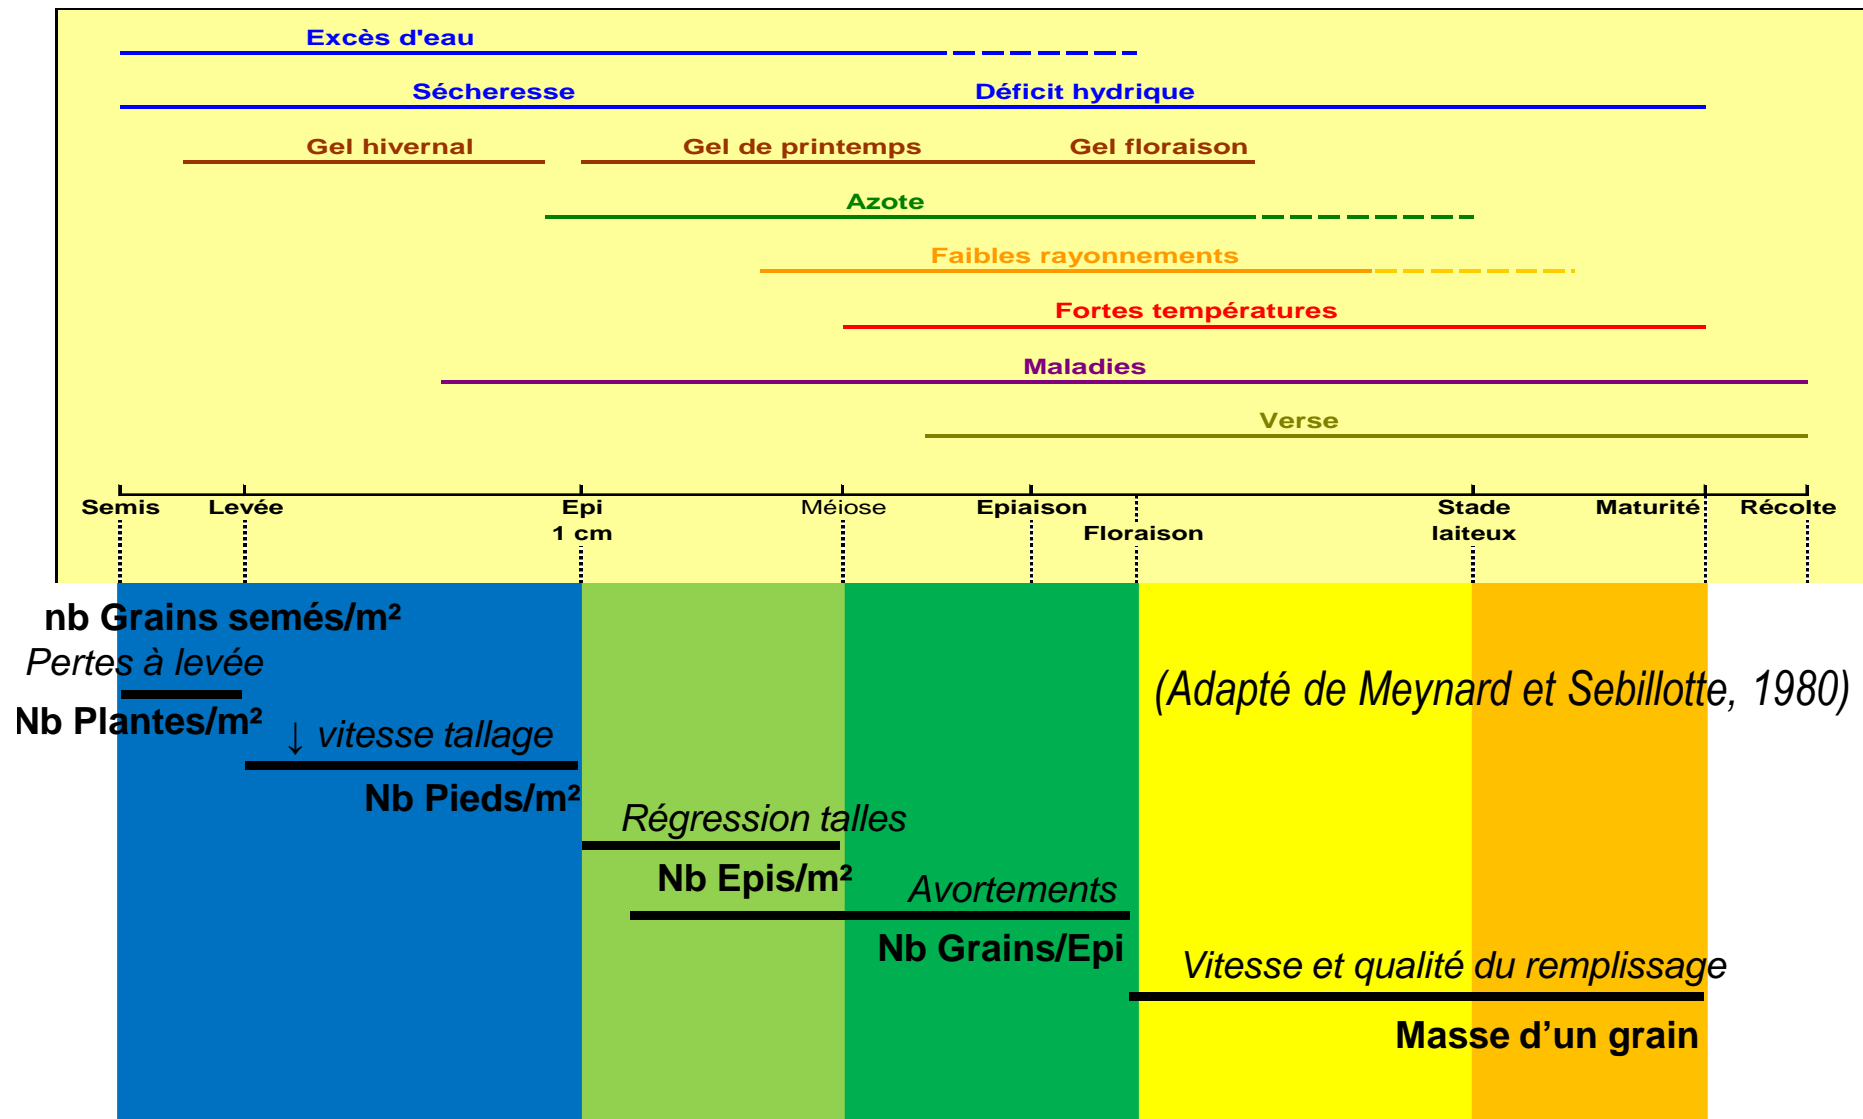 Excès d'eau
Sécheresse Déficit hydrique
Gel hivernal Gel de printemps Gel floraison
Azote
Faibles rayonnements
Fortes températures
Maladies
Verse
Semis Levée Epi Méiose Epiaison Stade Maturité Récolte
1 cm Floraison laiteux
nb Grains semés/m²
Pertes à levée
(Adapté de Meynard et Sebillotte, 1980)
Nb Plantes/m²
↓ vitesse tallage
Nb Pieds/m²
Régression talles
Nb Epis/m²
Avortements
Nb Grains/Epi
Vitesse et qualité du remplissage
Masse d’un grain